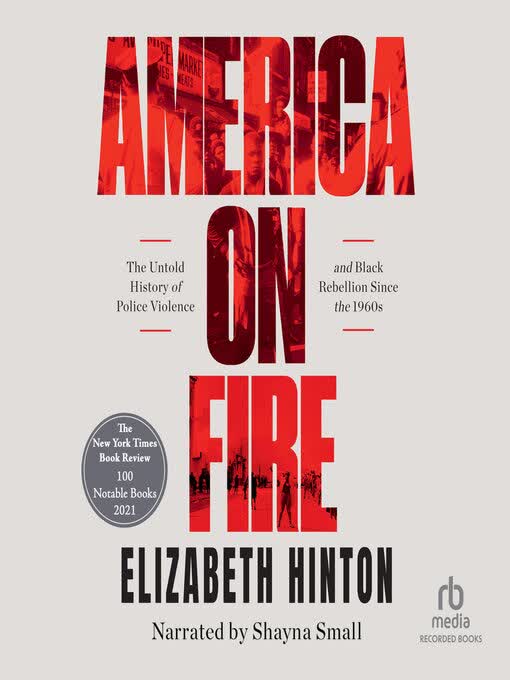 AMERICA
ON
FIRE
The Untold
History of
Police Violence
and Black
Rebellion Since
the 1960s
The
New York Times
Book Review
100
Notable Books
2021
ELIZABETH HINTON
Narrated by Shayna Small
rb
media
RECORDED BOOKS